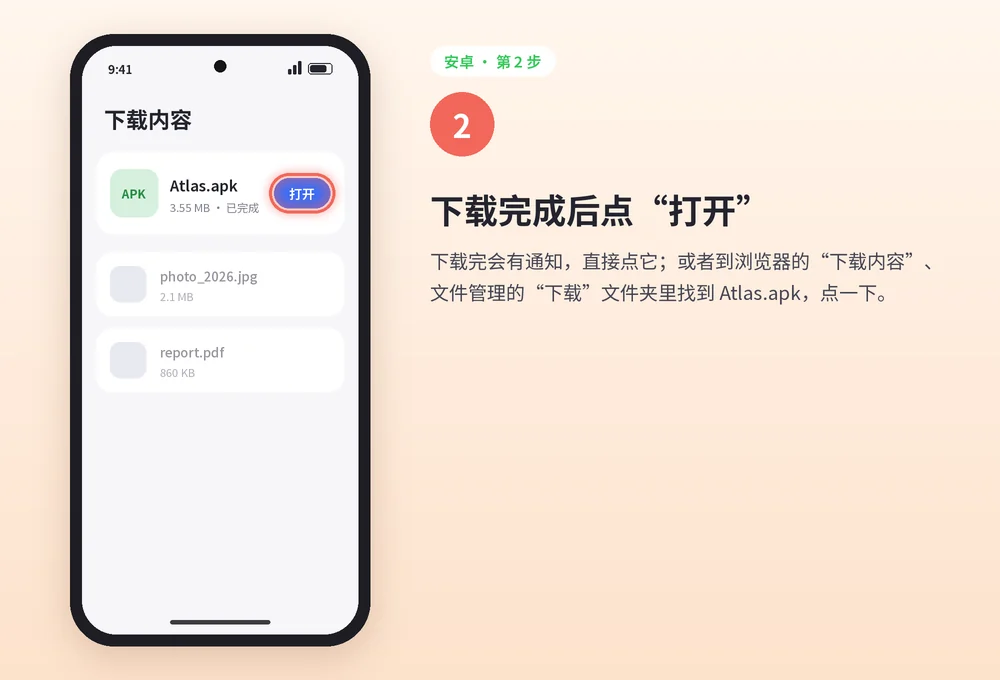 9:41
下载内容
APK
Atlas.apk
3.55 MB · 已完成
打开
photo_2026.jpg
2.1 MB
report.pdf
860 KB
安卓 · 第 2 步
2
下载完成后点“打开”
下载完会有通知，直接点它；或者到浏览器的“下载内容”、
文件管理的“下载”文件夹里找到 Atlas.apk，点一下。